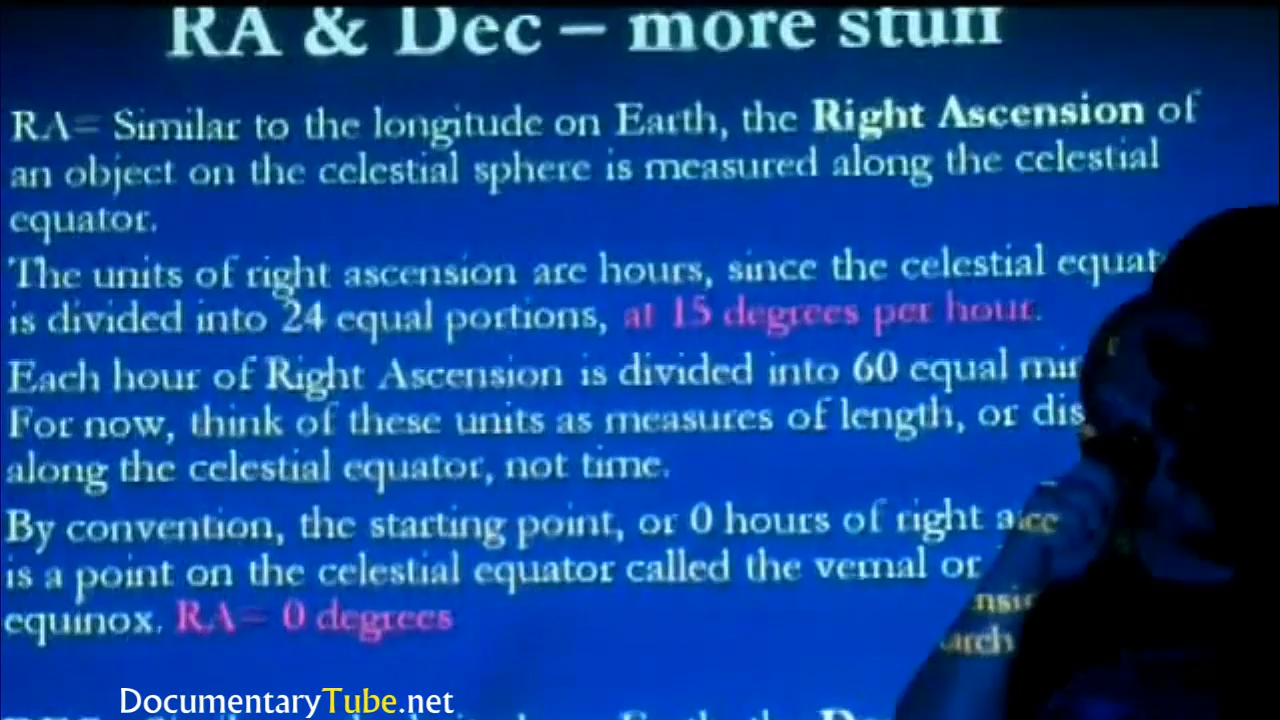 RA & Dec – more stuff
RA= Similar to the longitude on Earth, the Right Ascension of
an object on the celestial sphere is measured along the celestial
equator.
The units of right ascension are hours, since the celestial equat
is divided into 24 equal portions, at 15 degrees per hour.
Each hour of Right Ascension is divided into 60 equal min
For now, think of these units as measures of length, or dis
along the celestial equator, not time.
By convention, the starting point, or 0 hours of right asce
nsio
is a point on the celestial equator called the vernal or
arch
equinox. RA= 0 degrees
DocumentaryTube.net